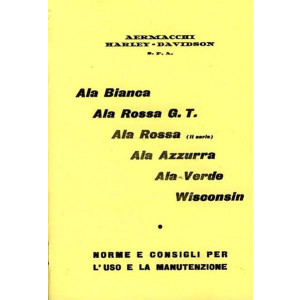 AERMACCHI
HARLEY-DAVIDSON
S. P. A.
Ala Bianca
Ala Rossa G. T.
Ala Rossa (II serie)
Ala Azzurra
Ala Verde
Wisconsin
NORME E CONSIGLI PER
L'USO E LA MANUTENZIONE